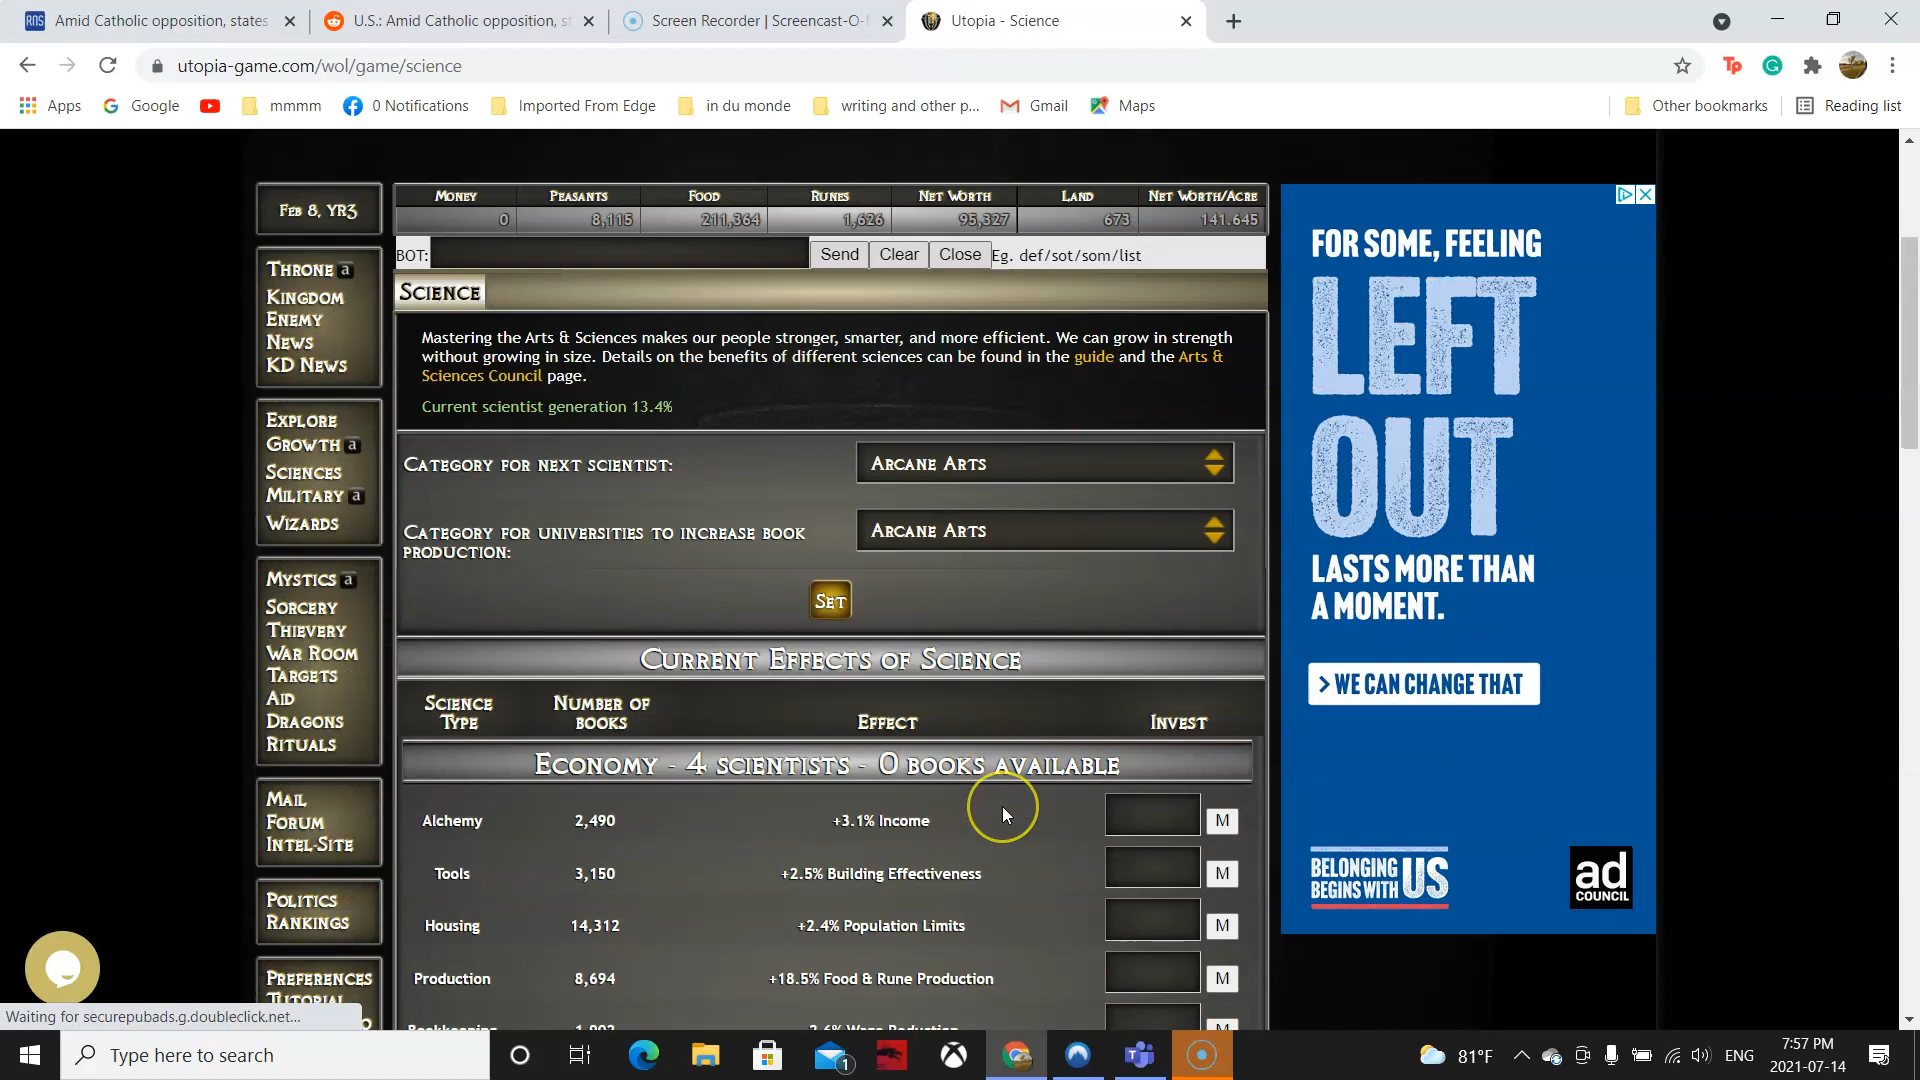 Amid Catholic opposition, states
U.S.: Amid Catholic opposition, s
Screen Recorder | Screencast-O-
Utopia - Science
utopia-game.com/wol/game/science
Apps
Google
mmmm
0 Notifications
Imported From Edge
in du monde
writing and other p...
Gmail
Maps
Other bookmarks
Reading list
Feb 8, YR3
Money Peasants Food Runes Net Worth Land Net Worth/Acre
0 8,115 211,364 1,626 95,327 673 141.645
BOT: Send Clear Close Eg. def/sot/som/list
Throne a
Kingdom
Enemy
News
KD News
Explore
Growth a
Sciences
Military a
Wizards
Mystics a
Sorcery
Thievery
War Room
Targets
Aid
Dragons
Rituals
Mail
Forum
Intel-Site
Politics
Rankings
Preferences
Tutorial
Science
Mastering the Arts & Sciences makes our people stronger, smarter, and more efficient. We can grow in strength
without growing in size. Details on the benefits of different sciences can be found in the guide and the Arts &
Sciences Council page.
Current scientist generation 13.4%
Category for next scientist: Arcane Arts
Category for universities to increase book
production:
Arcane Arts
Set
Current Effects of Science
Science
Type
Number of
books
Effect
Invest
Economy - 4 scientists - 0 books available
Alchemy 2,490 +3.1% Income M
Tools 3,150 +2.5% Building Effectiveness M
Housing 14,312 +2.4% Population Limits M
Production 8,694 +18.5% Food & Rune Production M
FOR SOME, FEELING
LEFT
OUT
LASTS MORE THAN
A MOMENT.
> WE CAN CHANGE THAT
BELONGING
BEGINS WITH US
ad
COUNCIL
Waiting for securepubads.g.doubleclick.net...
Type here to search
1
81°F
ENG
7:57 PM
2021-07-14